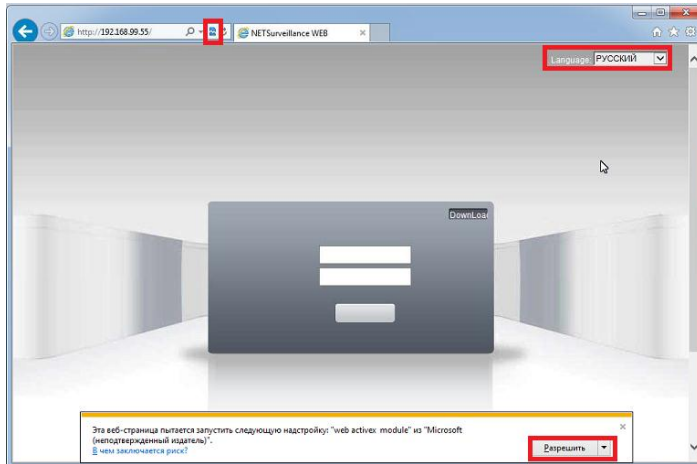 http://192.168.99.55/
NETSurveillance WEB
Language: РУССКИЙ
DownLoa
Эта веб-страница пытается запустить следующую надстройку: "web activex module" из "Microsoft
(неподтвержденный издатель)".
В чем заключается риск?
Разрешить